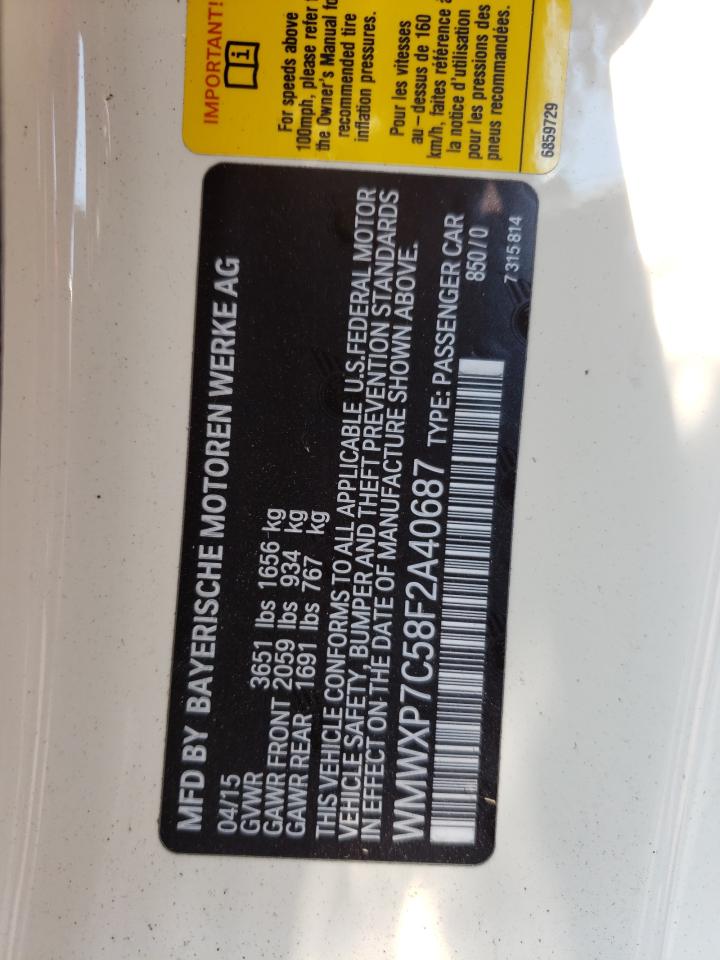 MFD BY BAYERISCHE MOTOREN WERKE AG
04/15
GVWR 3651 lbs 1656 kg
GAWR FRONT 2059 lbs 934 kg
GAWR REAR 1691 lbs 767 kg
THIS VEHICLE CONFORMS TO ALL APPLICABLE U.S.FEDERAL MOTOR
VEHICLE SAFETY, BUMPER AND THEFT PREVENTION STANDARDS
IN EFFECT ON THE DATE OF MANUFACTURE SHOWN ABOVE.
WMWXP7C58F2A40687 TYPE: PASSENGER CAR
850 / 0
7 315 814
IMPORTANT!
For speeds above
100mph, please refer
the Owner's Manual
recommended tire
inflation pressures.
Pour les vitesses
au-dessus de 160
km/h, faites référence
la notice d'utilisation
pour les pressions des
pneus recommandées.
6859729